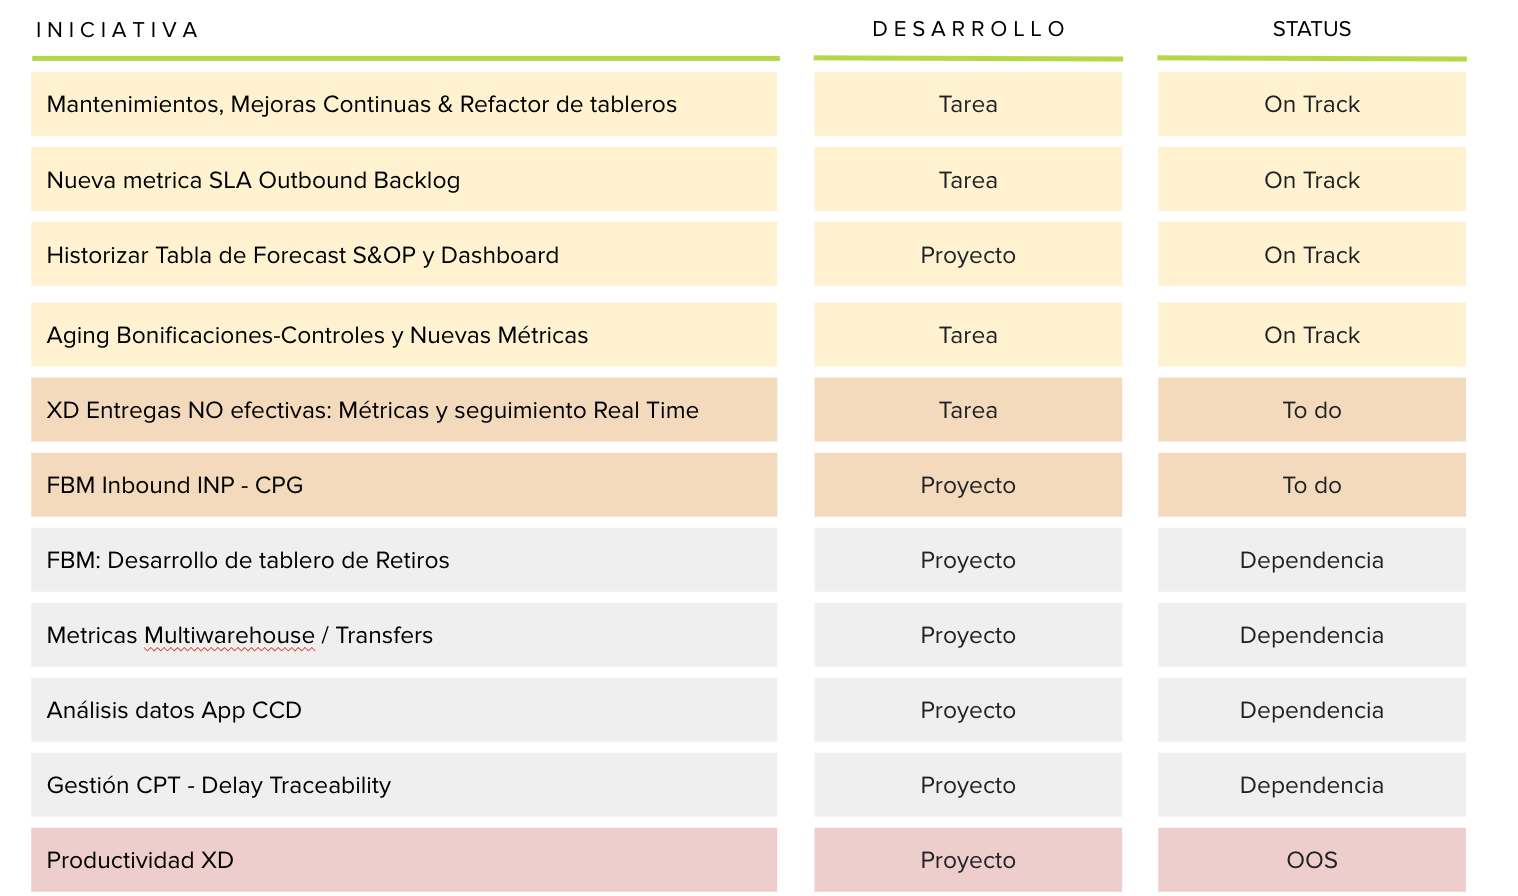 INICIATIVA DESARROLLO STATUS
Mantenimientos, Mejoras Continuas & Refactor de tableros Tarea On Track
Nueva metrica SLA Outbound Backlog Tarea On Track
Historizar Tabla de Forecast S&OP y Dashboard Proyecto On Track
Aging Bonificaciones-Controles y Nuevas Métricas Tarea On Track
XD Entregas NO efectivas: Métricas y seguimiento Real Time Tarea To do
FBM Inbound INP - CPG Proyecto To do
FBM: Desarrollo de tablero de Retiros Proyecto Dependencia
Metricas Multiwarehouse / Transfers Proyecto Dependencia
Análisis datos App CCD Proyecto Dependencia
Gestión CPT - Delay Traceability Proyecto Dependencia
Productividad XD Proyecto OOS